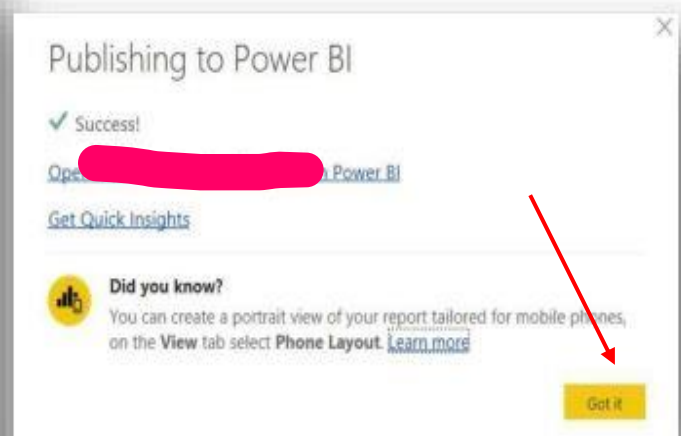 Publishing to Power BI
Success!
Power BI
Get Quick Insights
Did you know?
You can create a portrait view of your report tailored for mobile phones,
on the View tab select Phone Layout. Learn more
Got it